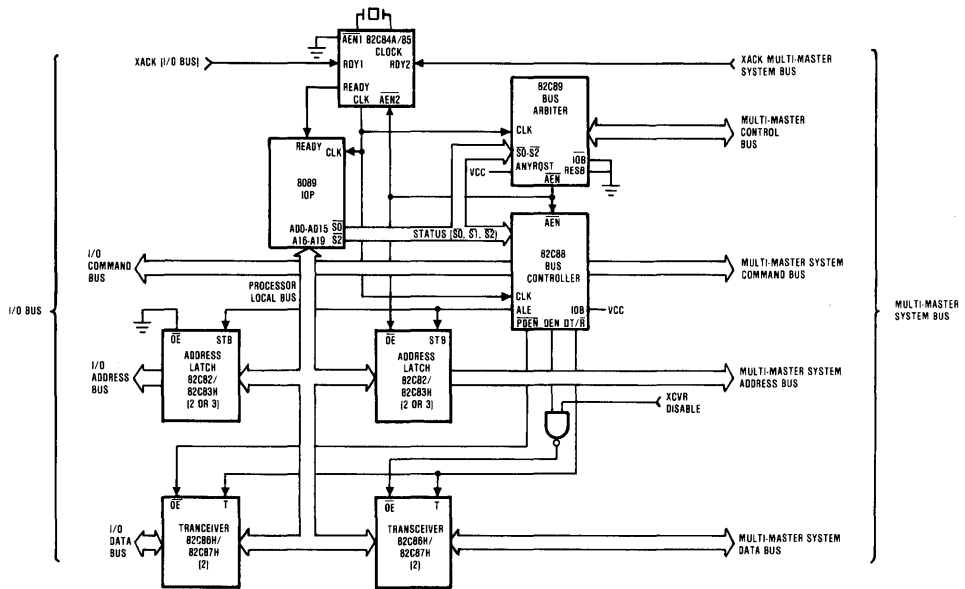 AEN1 82C84A/85
CLOCK
RDY1 RDY2
READY
CLK AEN2
XACK (I/O BUS)
XACK MULTI-MASTER
SYSTEM BUS
82C89
BUS
ARBITER
CLK
S0-S2
ANYRQST
AEN
IOB
RESB
VCC
MULTI-MASTER
CONTROL
BUS
READY
CLK
8089
IOP
AD0-AD15 S0
A16-A19 S2
STATUS (S0, S1, S2)
AEN
82C88
BUS
CONTROLLER
CLK
ALE IOB
PDEN DEN DT/R
VCC
I/O
COMMAND
BUS
PROCESSOR
LOCAL BUS
MULTI-MASTER SYSTEM
COMMAND BUS
I/O BUS
MULTI-MASTER
SYSTEM BUS
OE STB
ADDRESS
LATCH
82C82/
82C83H
(2 OR 3)
OE STB
ADDRESS
LATCH
82C82/
82C83H
(2 OR 3)
I/O
ADDRESS
BUS
MULTI-MASTER SYSTEM
ADDRESS BUS
XCVR
DISABLE
OE T
TRANCEIVER
82C86H/
82C87H
(2)
OE T
TRANSCEIVER
82C86H/
82C87H
(2)
I/O
DATA
BUS
MULTI-MASTER SYSTEM
DATA BUS